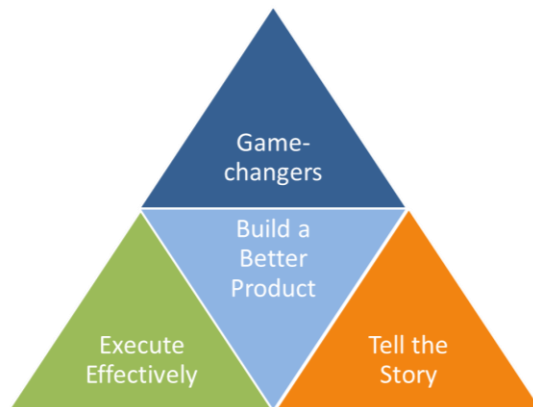 Game-
changers
Build a
Better
Product
Execute
Effectively
Tell the
Story